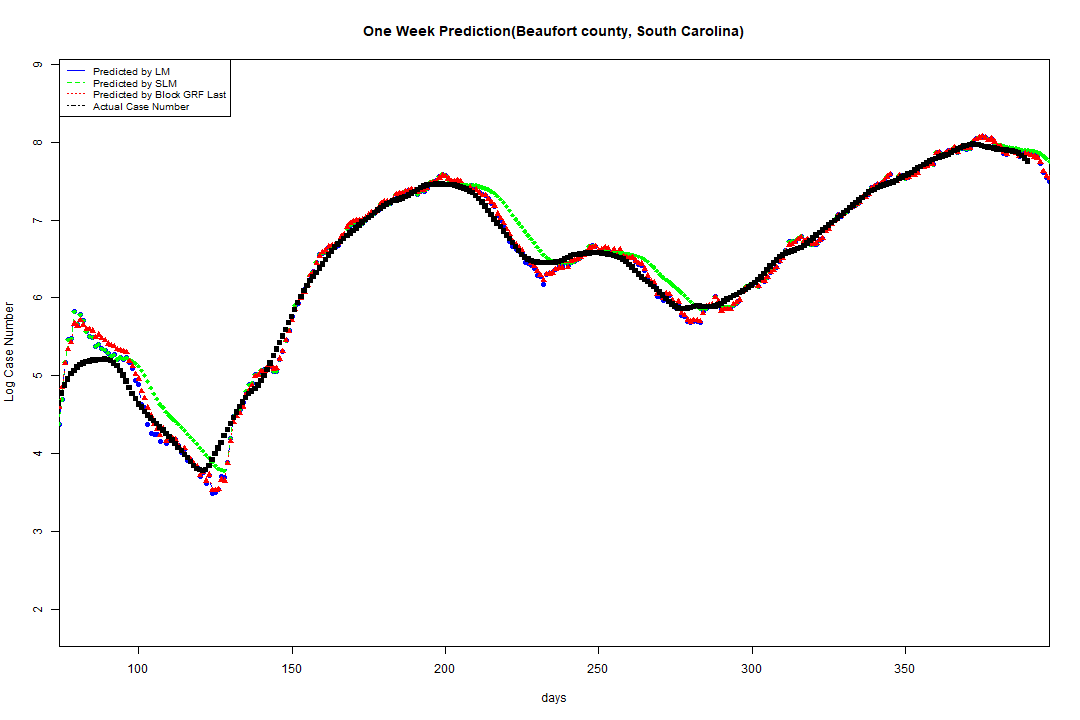 One Week Prediction(Beaufort county, South Carolina)
Predicted by LM
Predicted by SLM
Predicted by Block GRF Last
Actual Case Number
9
8
7
6
5
4
3
2
Log Case Number
100 150 200 250 300 350
days